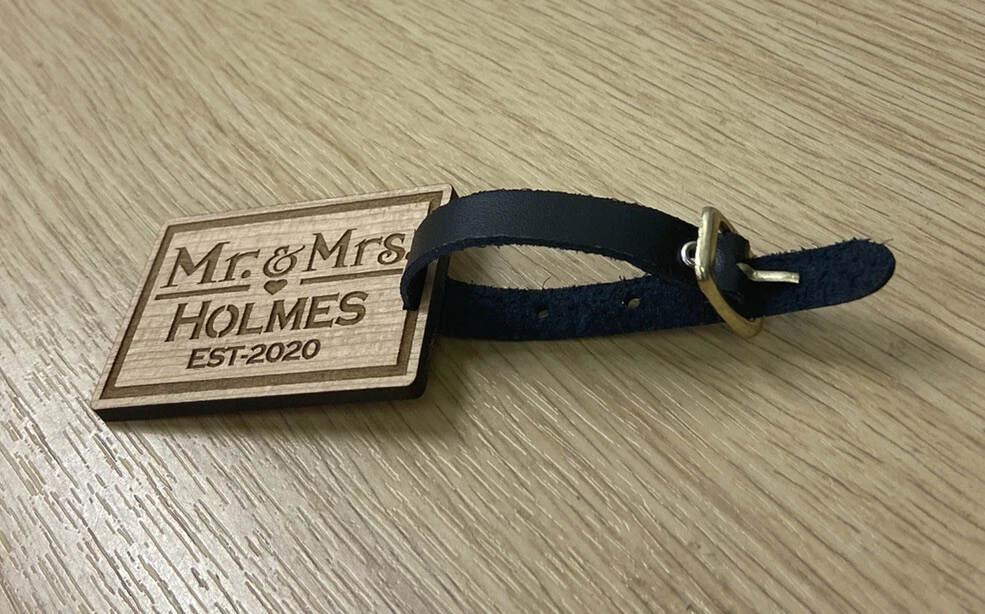 Mr. & Mrs.
HOLMES
EST-2020